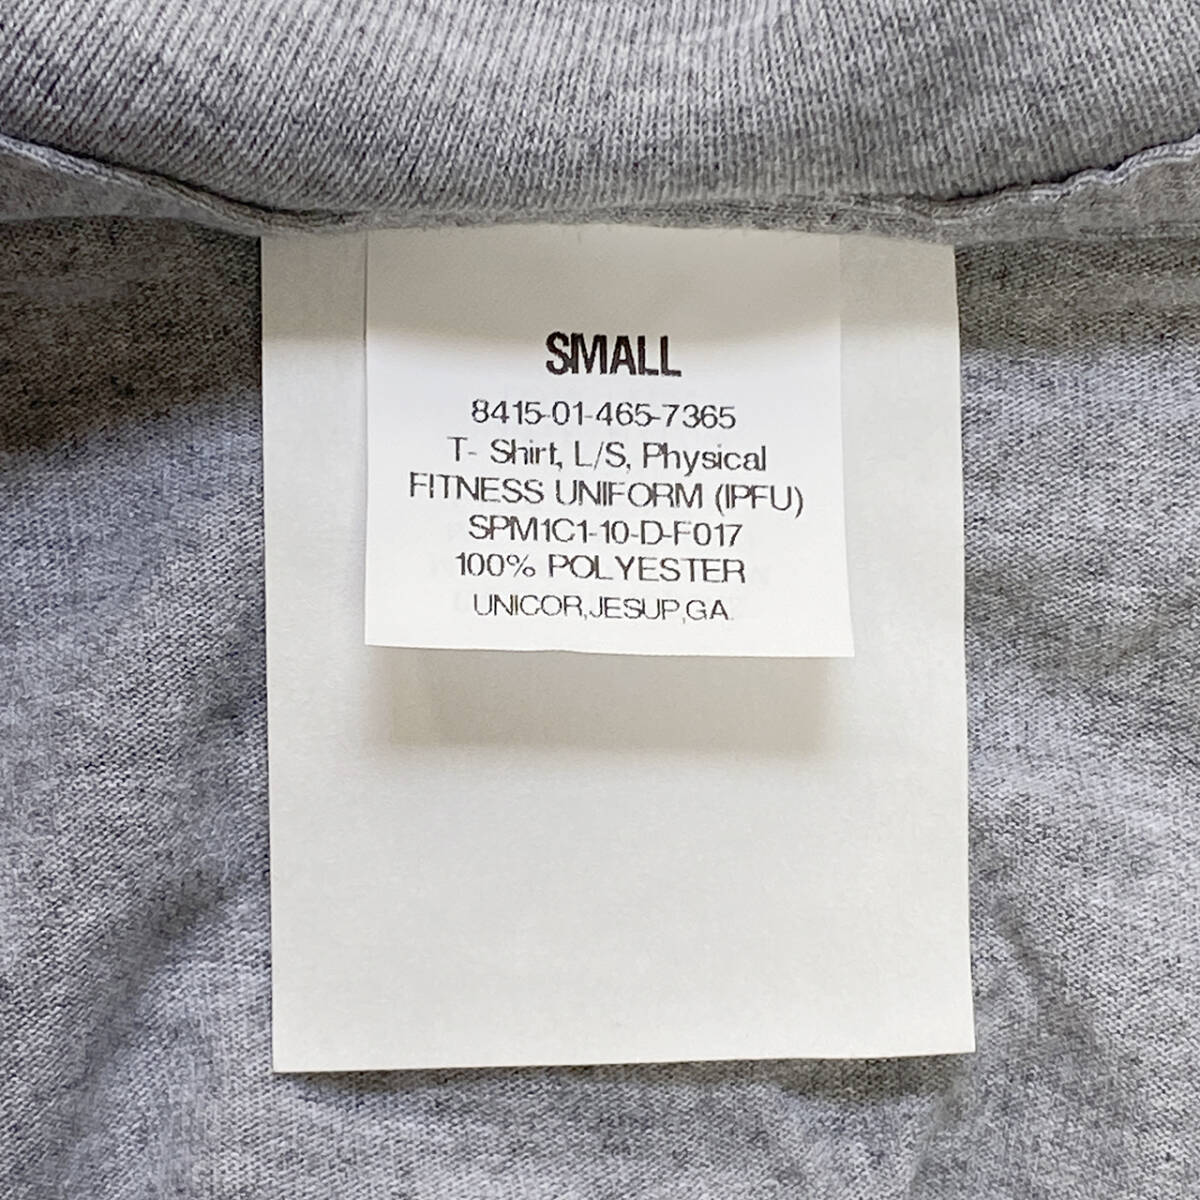 SMALL
8415-01-465-7365
T- Shirt, L/S, Physical
FITNESS UNIFORM (IPFU)
SPM1C1-10-D-F017
100% POLYESTER
UNICOR,JESUP,GA.